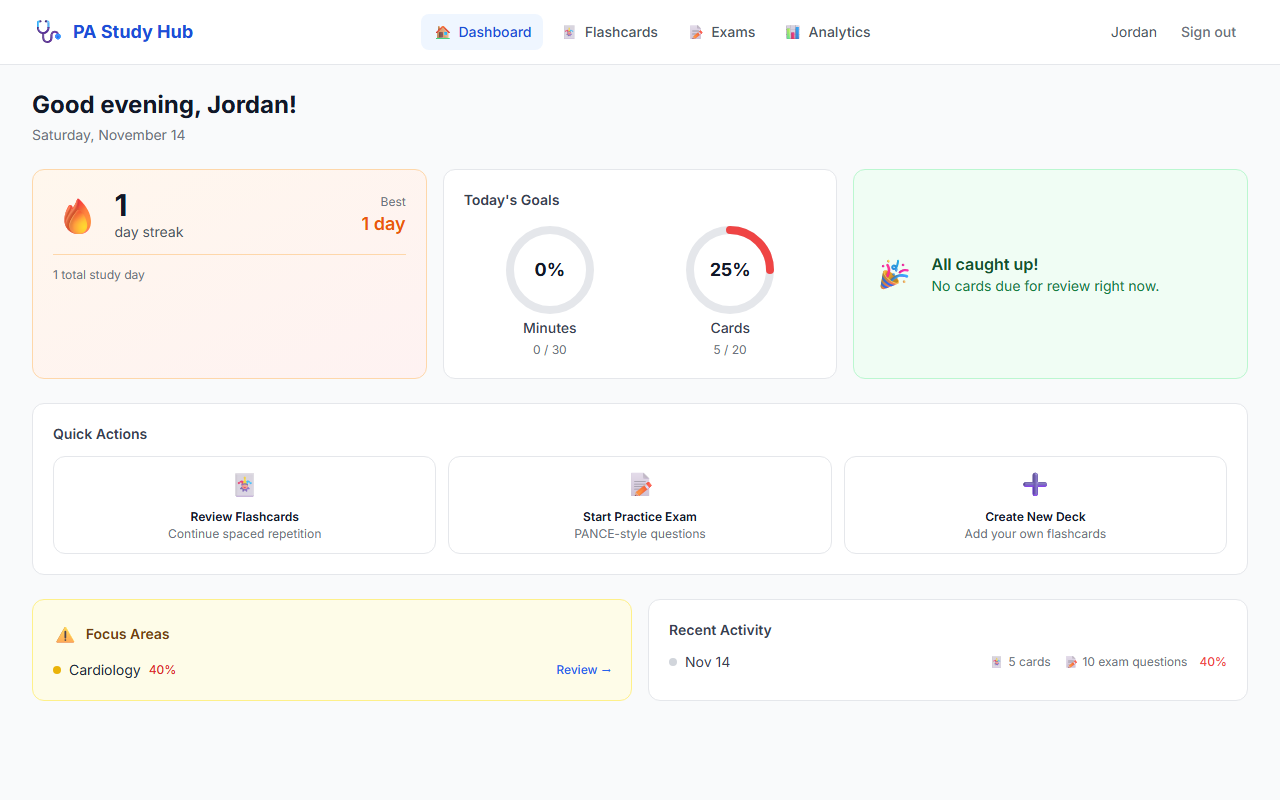 PA Study Hub
Dashboard
Flashcards
Exams
Analytics
Jordan
Sign out
Good evening, Jordan!
Saturday, November 14
1
day streak
Best
1 day
1 total study day
Today's Goals
0%
Minutes
0 / 30
25%
Cards
5 / 20
All caught up!
No cards due for review right now.
Quick Actions
Review Flashcards
Continue spaced repetition
Start Practice Exam
PANCE-style questions
Create New Deck
Add your own flashcards
Focus Areas
Cardiology 40%
Review →
Recent Activity
Nov 14
5 cards
10 exam questions
40%